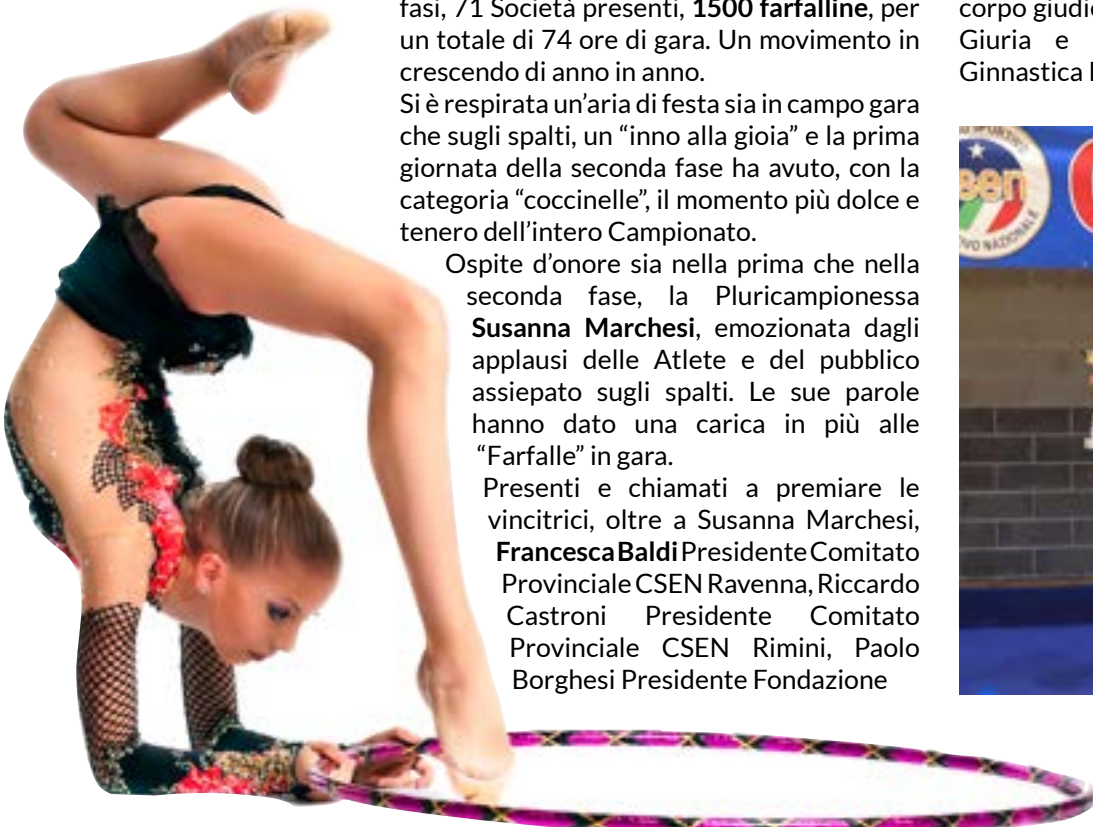 fasi, 71 Società presenti, 1500 farfalline, per
un totale di 74 ore di gara. Un movimento in
crescendo di anno in anno.
Si è respirata un’aria di festa sia in campo gara
che sugli spalti, un “inno alla gioia” e la prima
giornata della seconda fase ha avuto, con la
categoria “coccinelle”, il momento più dolce e
tenero dell’intero Campionato.
Ospite d’onore sia nella prima che nella
seconda fase, la Pluricampionessa
Susanna Marchesi, emozionata dagli
applausi delle Atlete e del pubblico
assiepato sugli spalti. Le sue parole
hanno dato una carica in più alle
“Farfalle” in gara.
Presenti e chiamati a premiare le
vincitrici, oltre a Susanna Marchesi,
Francesca Baldi Presidente Comitato
Provinciale CSEN Ravenna, Riccardo
Castroni Presidente Comitato
Provinciale CSEN Rimini, Paolo
Borghesi Presidente Fondazione
corpo
Giuria e
Ginnastica
NAZIONALE